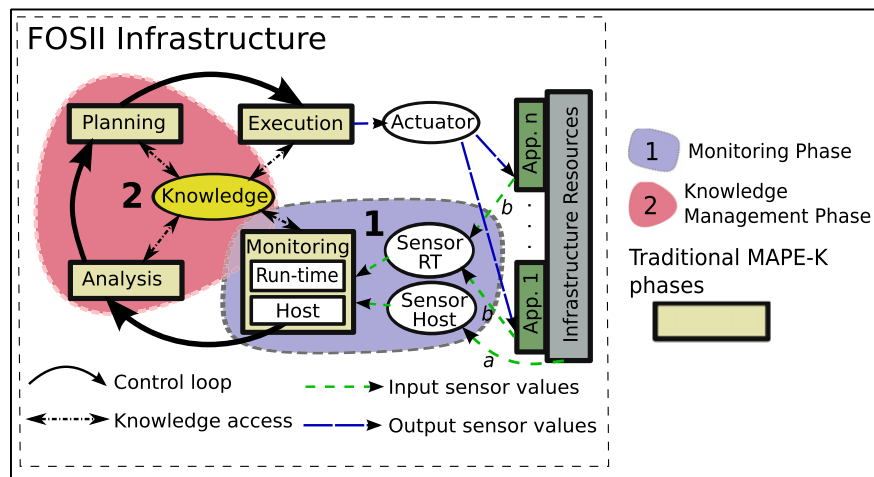 FOSII Infrastructure
Planning
Execution
Actuator
App. n
Infrastructure Resources
2
Knowledge
b
.
.
.
1
Monitoring
Run-time
Host
Sensor
RT
Sensor
Host
Analysis
App. 1
b
a
Control loop
Knowledge access
Input sensor values
Output sensor values
1
Monitoring Phase
2
Knowledge
Management Phase
Traditional MAPE-K
phases